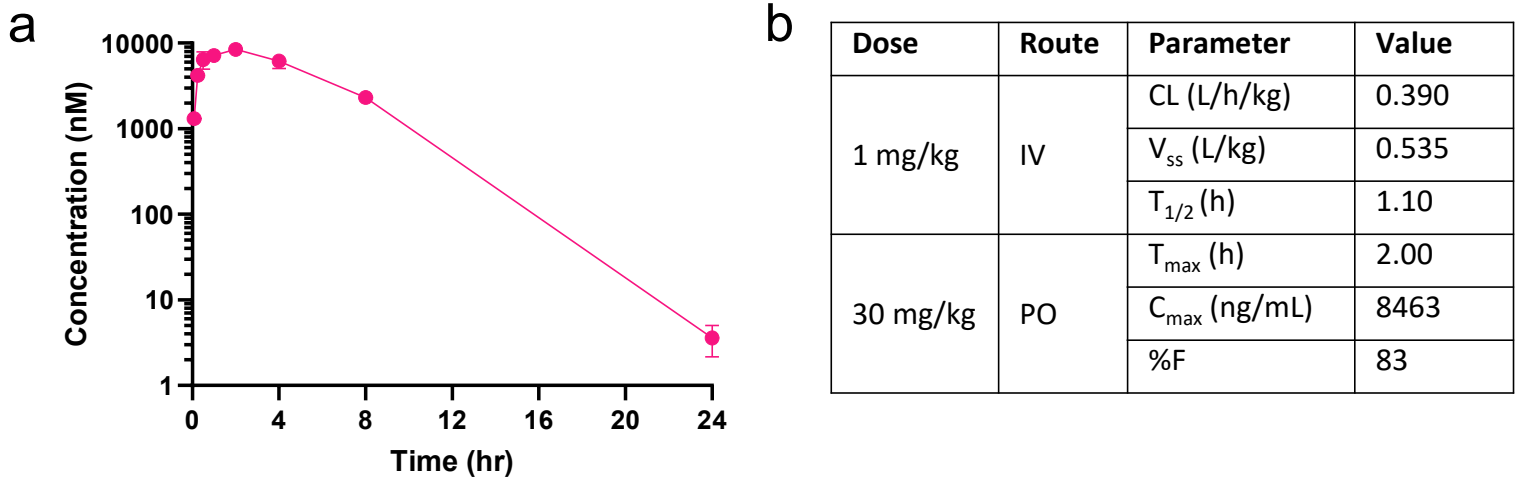 a
Concentration (nM)
10000
1000
100
10
1
0 4 8 12 16 20 24
Time (hr)
b
Dose Route Parameter Value
1 mg/kg IV CL (L/h/kg) 0.390
Vss (L/kg) 0.535
T1/2 (h) 1.10
30 mg/kg PO Tmax (h) 2.00
Cmax (ng/mL) 8463
%F 83